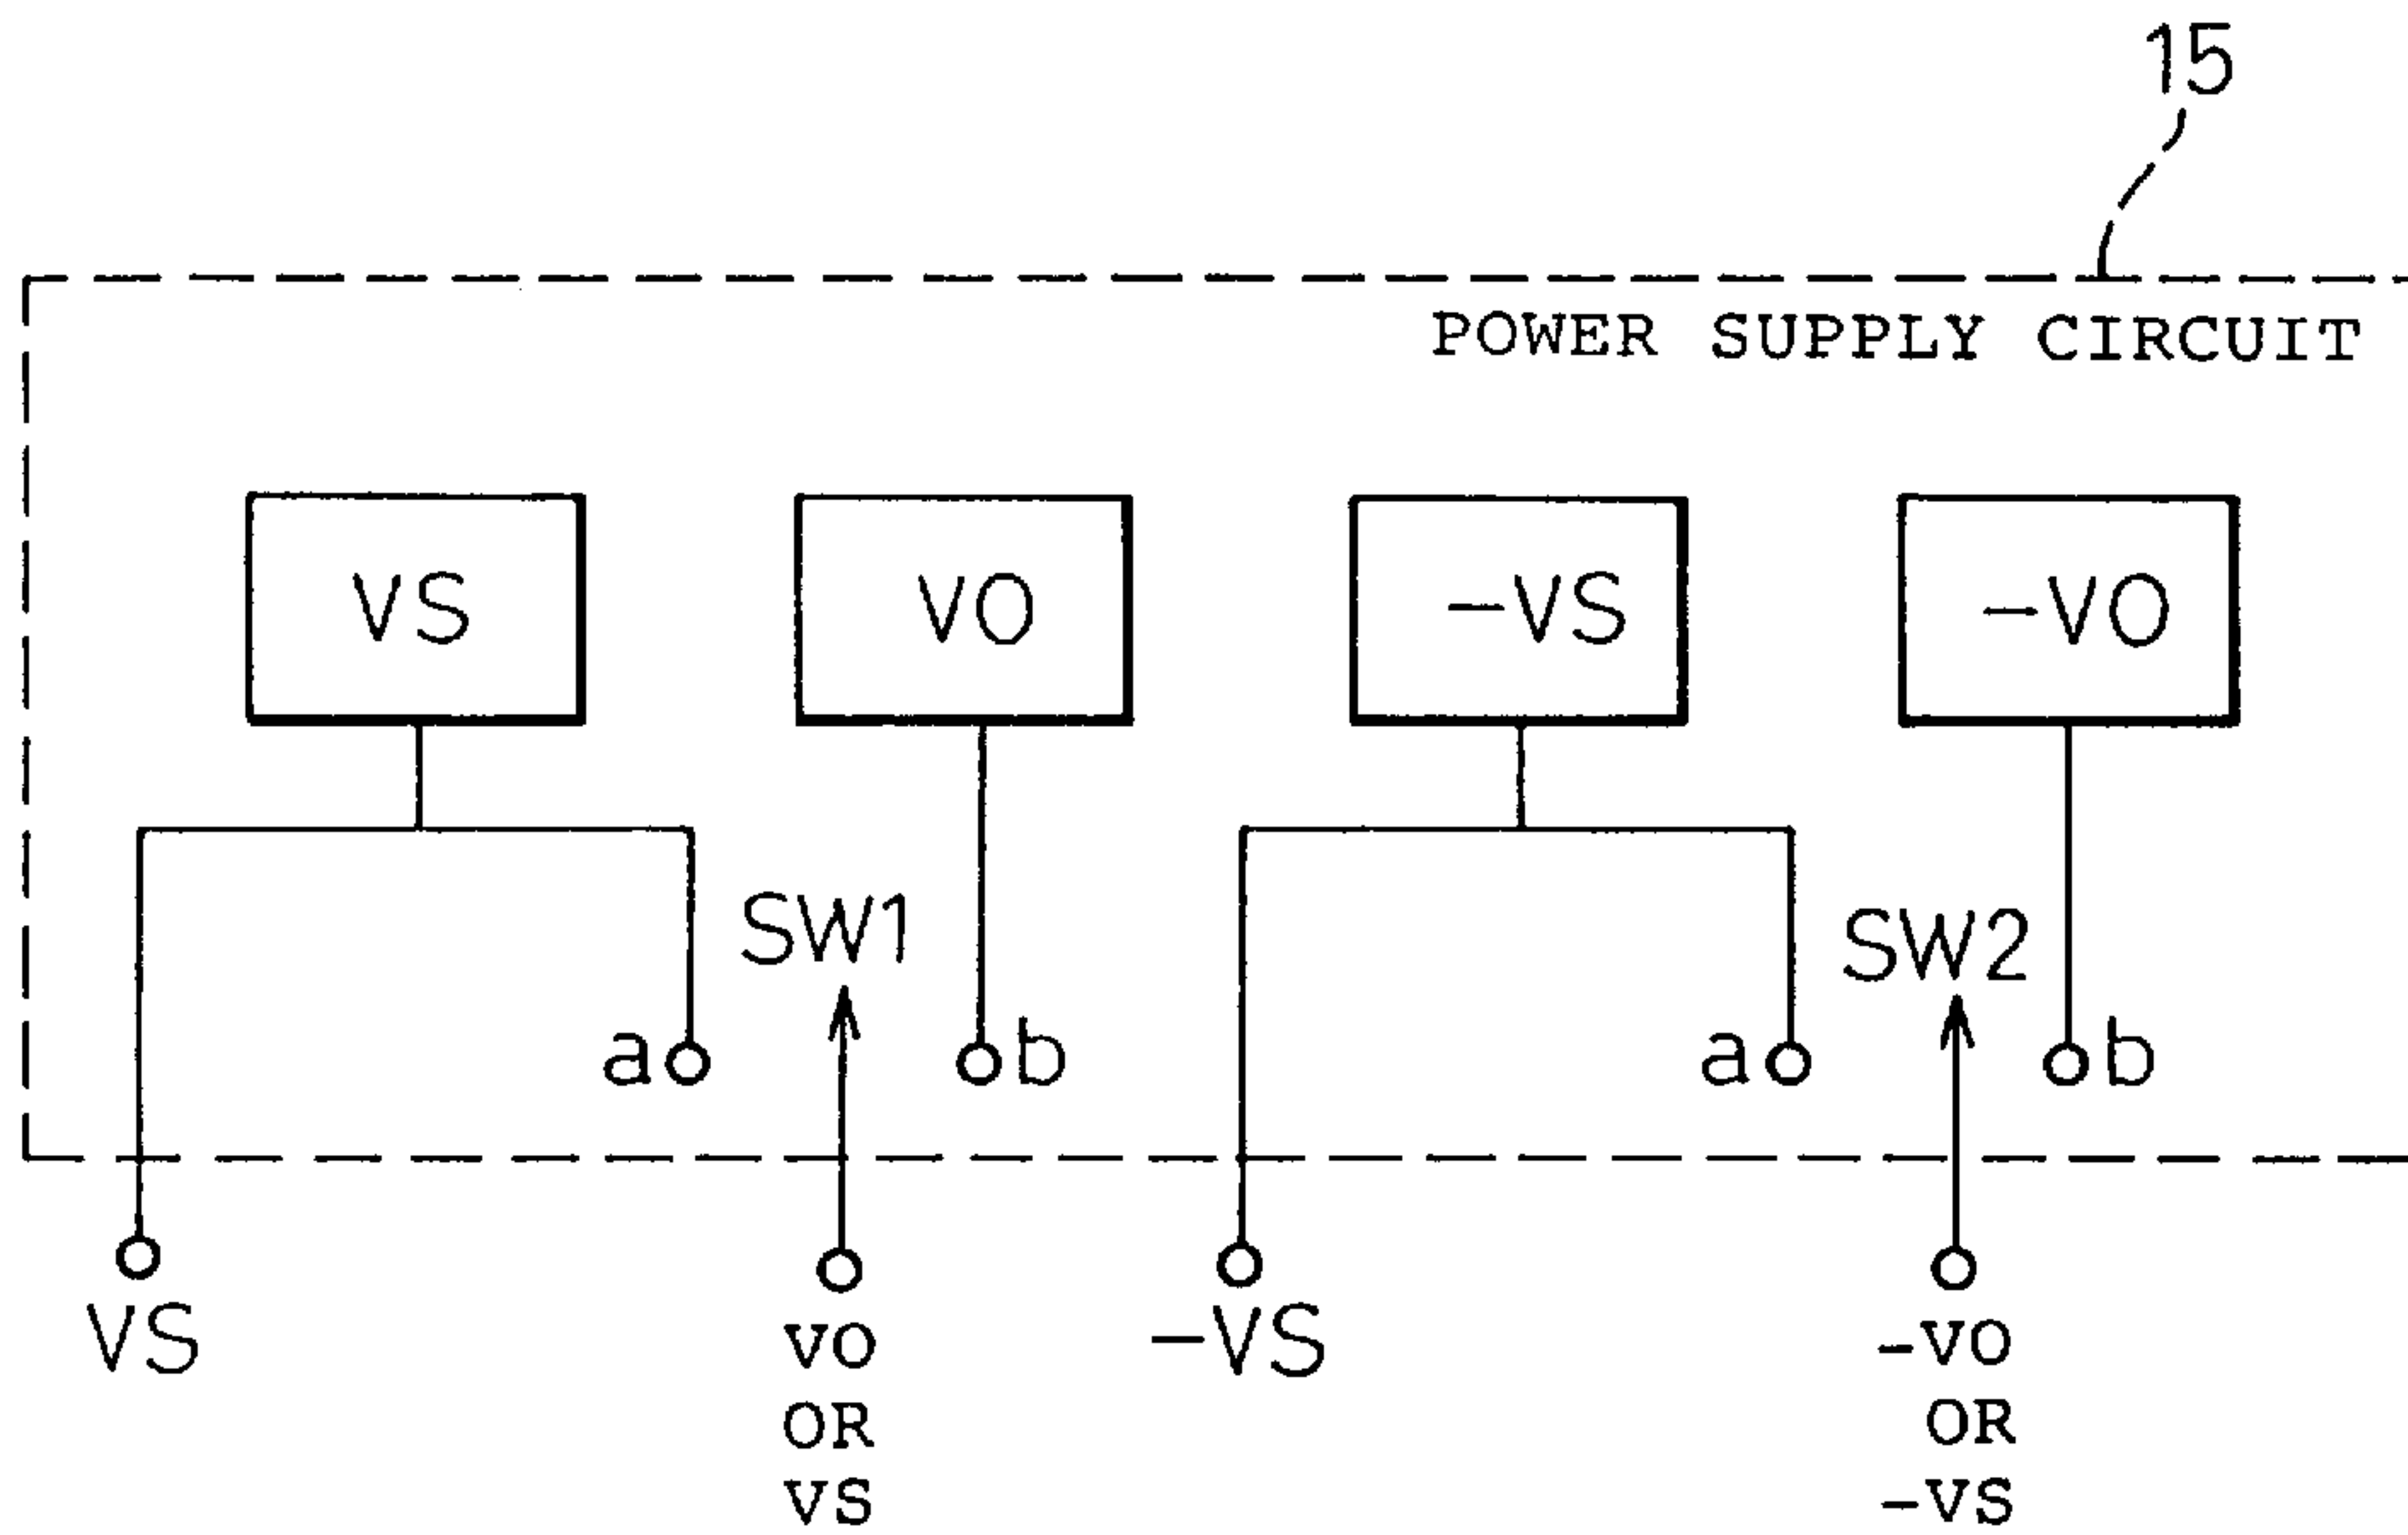 15
POWER SUPPLY CIRCUIT
VS
VO
-VS
-VO
SW1
SW2
a
b
a
b
VS
VO
OR
VS
-VS
-VO
OR
-VS